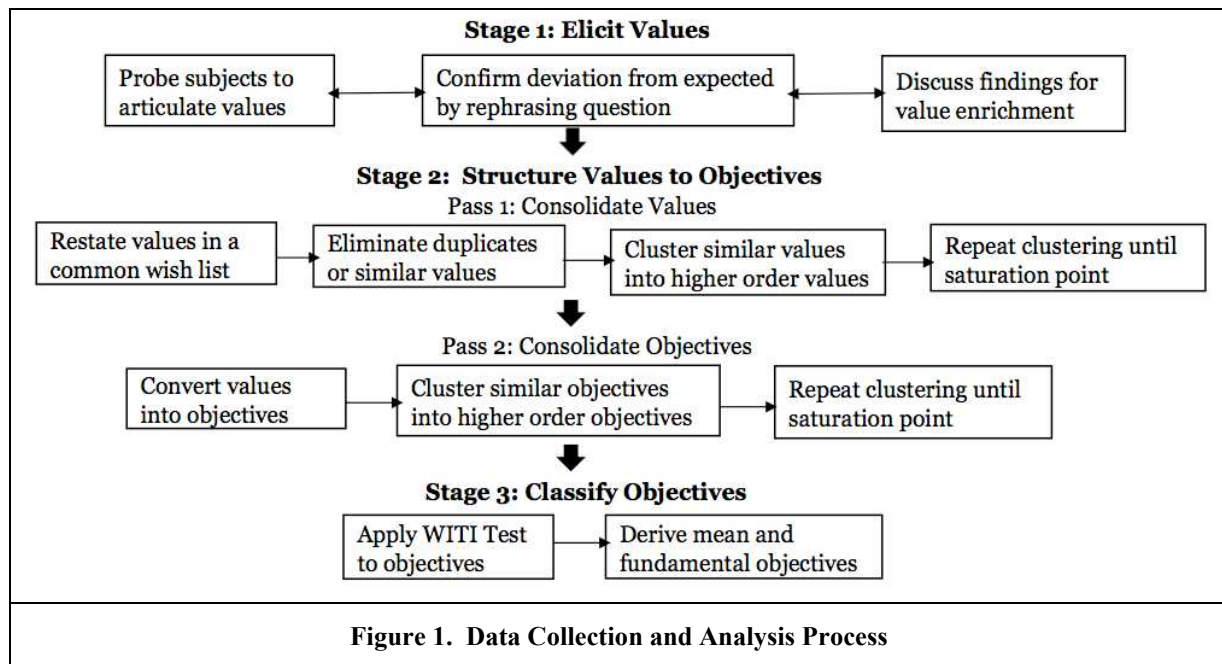 Stage 1: Elicit Values
Probe subjects to
articulate values
Confirm deviation from expected
by rephrasing question
Discuss findings for
value enrichment
Stage 2: Structure Values to Objectives
Pass 1: Consolidate Values
Restate values in a
common wish list
Eliminate duplicates
or similar values
Cluster similar values
into higher order values
Repeat clustering until
saturation point
Pass 2: Consolidate Objectives
Convert values
into objectives
Cluster similar objectives
into higher order objectives
Repeat clustering until
saturation point
Stage 3: Classify Objectives
Apply WITI Test
to objectives
Derive mean and
fundamental objectives
Figure 1. Data Collection and Analysis Process